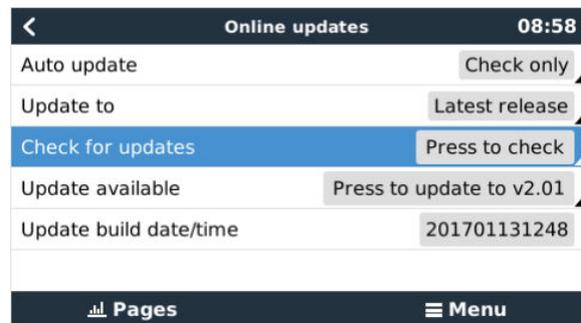 Online updates 08:58
Auto update Check only
Update to Latest release
Check for updates Press to check
Update available Press to update to v2.01
Update build date/time 201701131248
Pages Menu